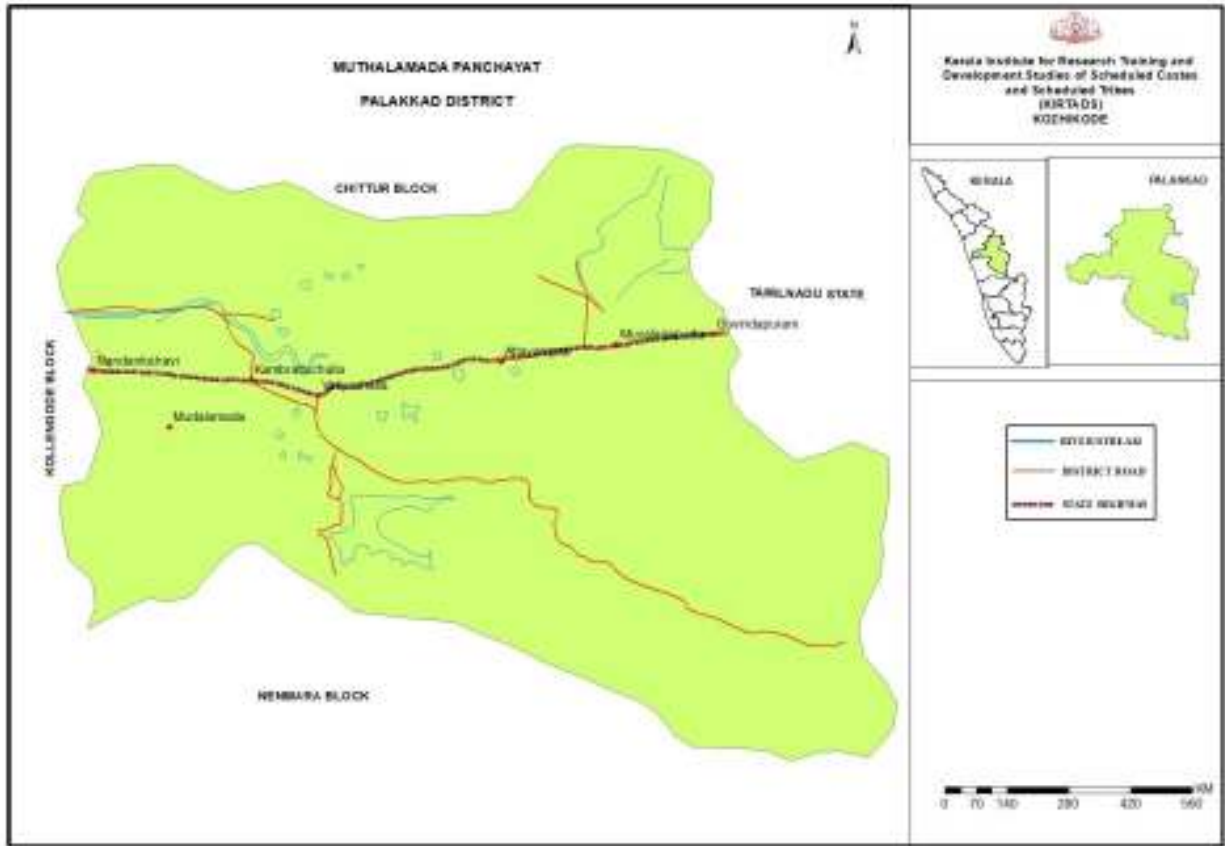 MUTHALAMADA PANCHAYAT
PALAKKAD DISTRICT
N
CHITTUR BLOCK
TAMILNADU STATE
KOLLENGODE BLOCK
NENMARA BLOCK
Govindapuram
Kambrathchalla
Mudalamada
Kerala Institute for Research Training and
Development Studies of Scheduled Castes
and Scheduled Tribes
(KIRTADS)
KOZHIKODE
KERALA
PALAKKAD
RIVER/STREAM
DISTRICT ROAD
STATE HIGHWAY
KM
0 70 140 280 420 560